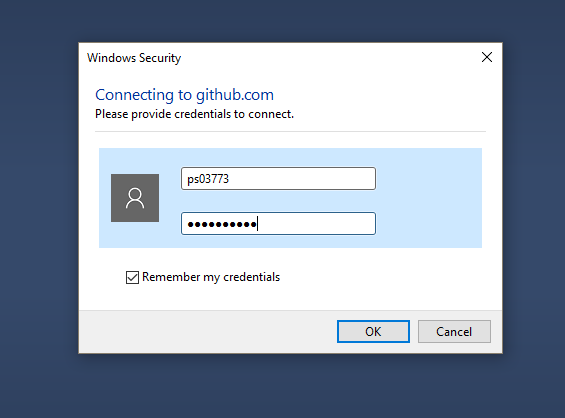 Windows Security
Connecting to github.com
Please provide credentials to connect.
ps03773
●●●●●●●●●●
Remember my credentials
OK
Cancel